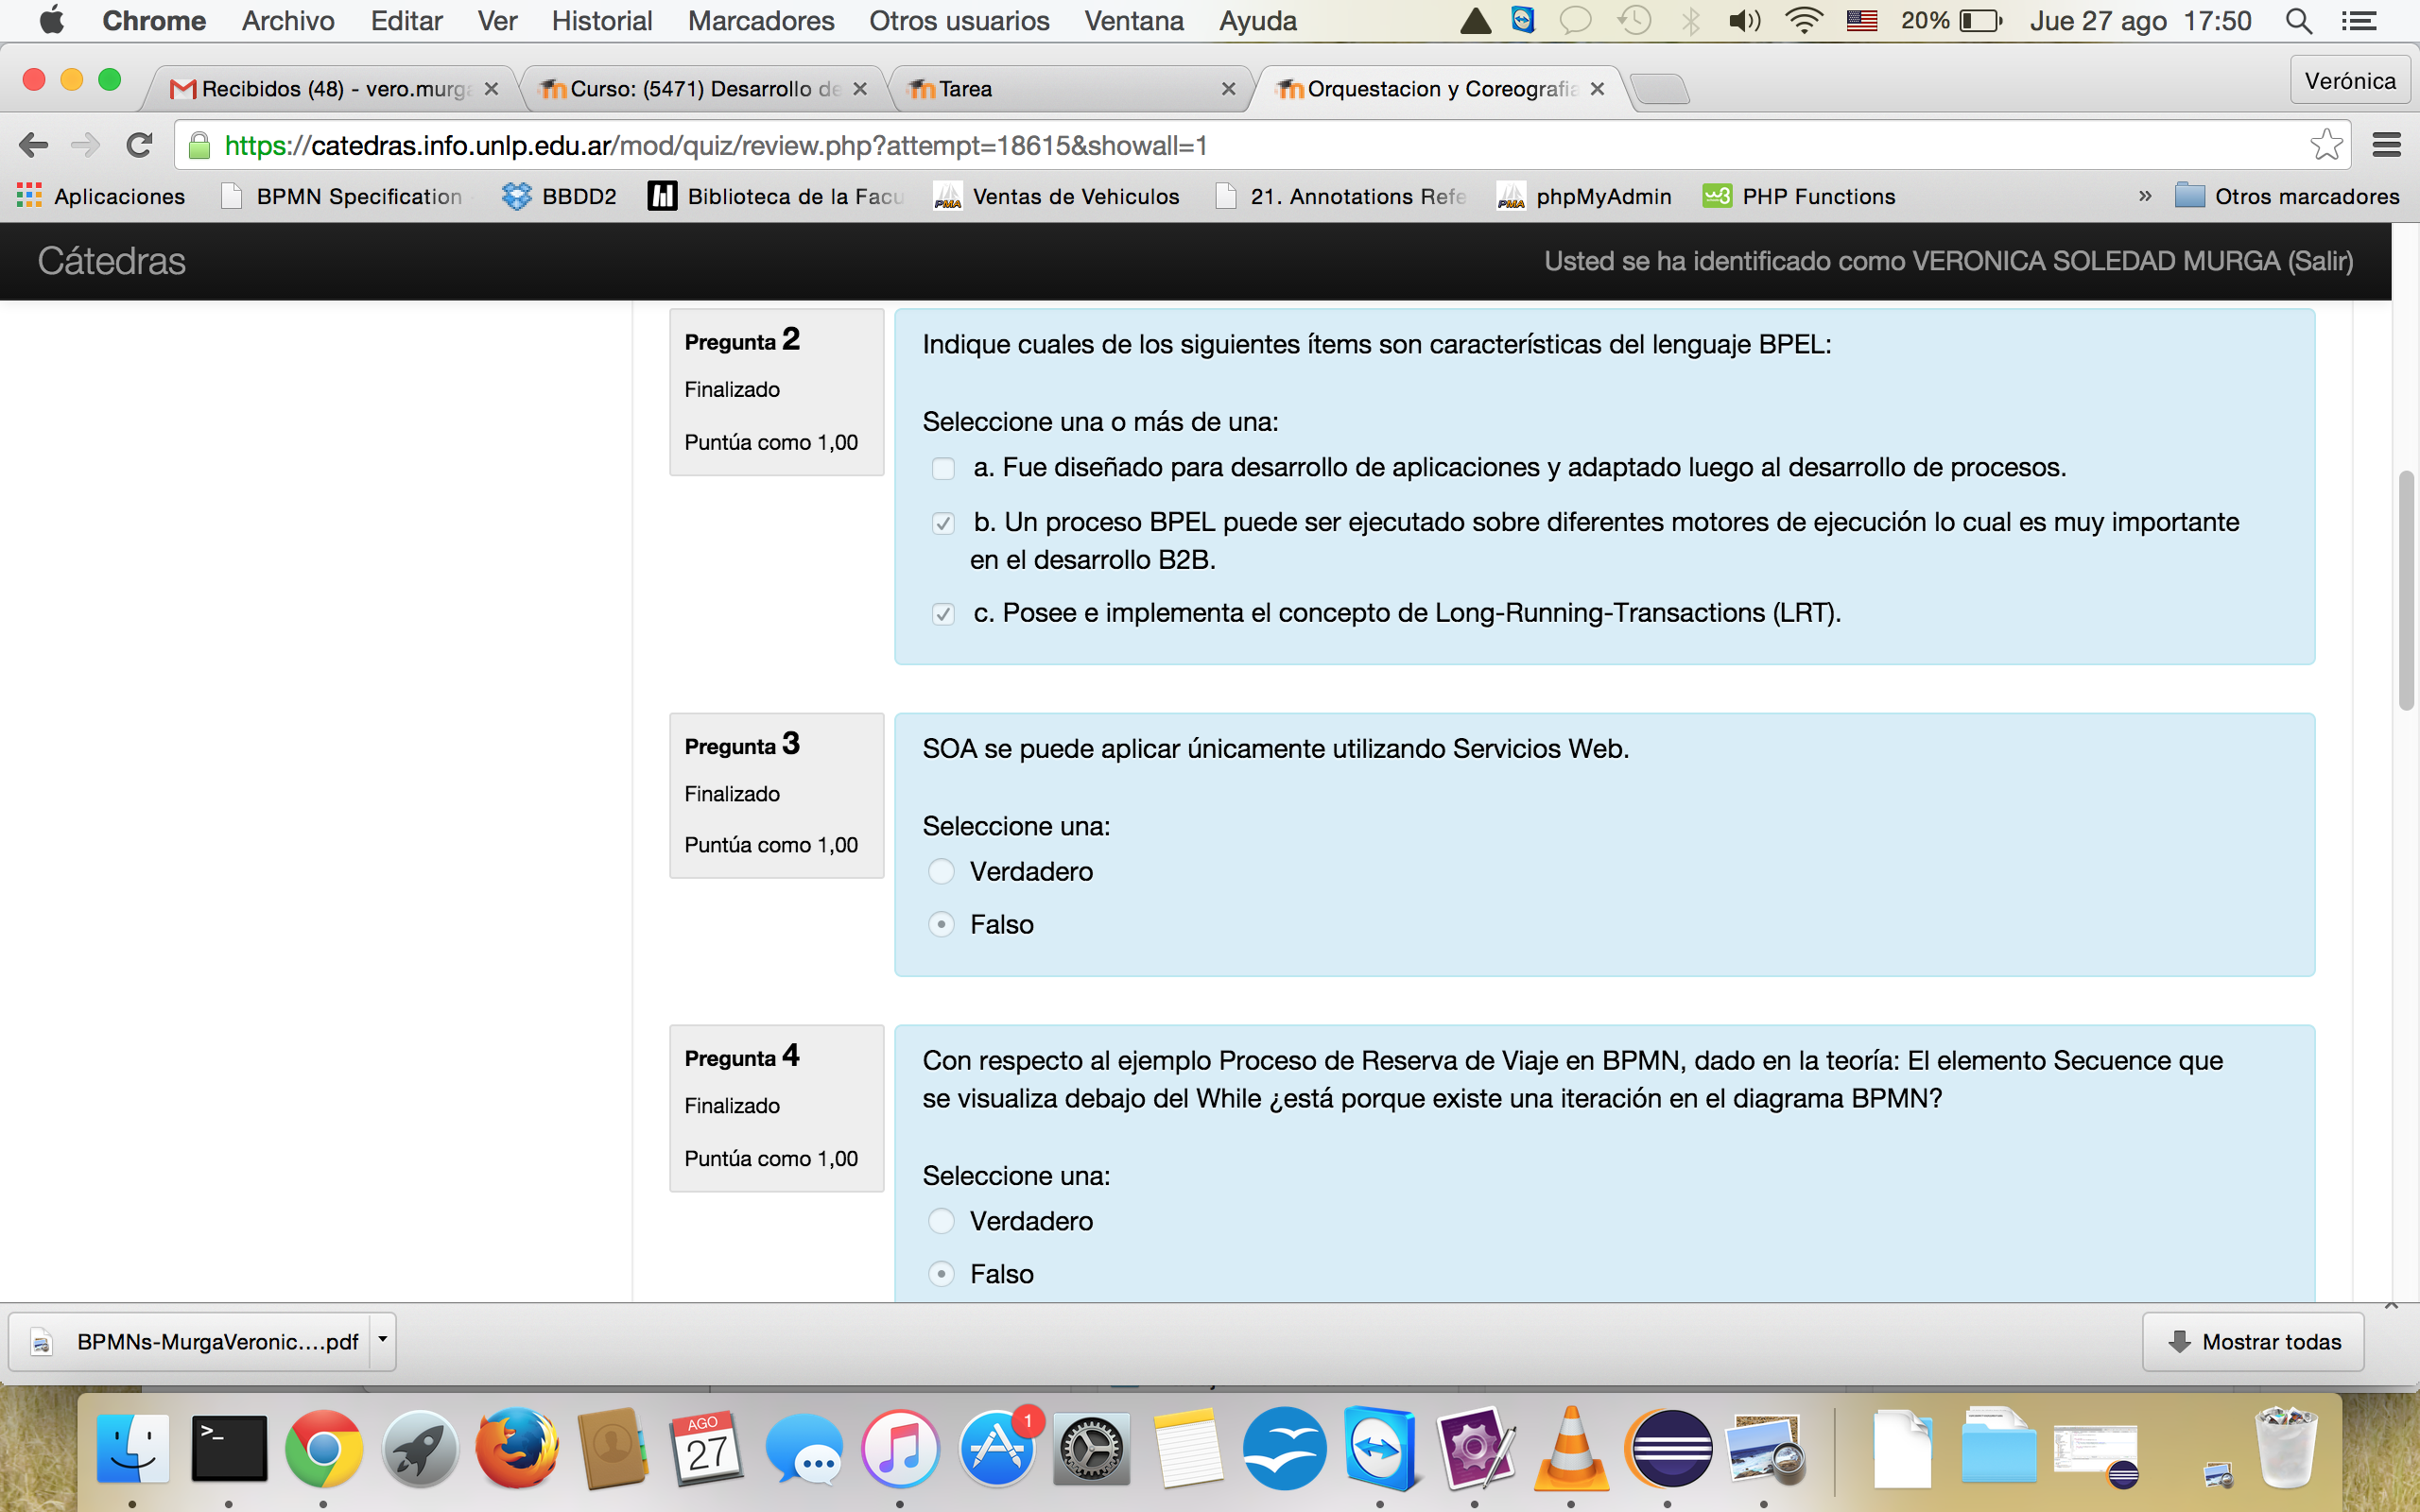 Chrome Archivo Editar Ver Historial Marcadores Otros usuarios Ventana Ayuda 20% Jue 27 ago 17:50
Recibidos (48) - vero.murga
Curso: (5471) Desarrollo de
Tarea
Orquestacion y Coreografia
Verónica
https://catedras.info.unlp.edu.ar/mod/quiz/review.php?attempt=18615&showall=1
Aplicaciones BPMN Specification BBDD2 Biblioteca de la Facu Ventas de Vehiculos 21. Annotations Refe phpMyAdmin PHP Functions » Otros marcadores
Cátedras
Usted se ha identificado como VERONICA SOLEDAD MURGA (Salir)
Pregunta 2
Finalizado
Puntúa como 1,00
Indique cuales de los siguientes ítems son características del lenguaje BPEL:
Seleccione una o más de una:
a. Fue diseñado para desarrollo de aplicaciones y adaptado luego al desarrollo de procesos.
b. Un proceso BPEL puede ser ejecutado sobre diferentes motores de ejecución lo cual es muy importante
en el desarrollo B2B.
c. Posee e implementa el concepto de Long-Running-Transactions (LRT).
Pregunta 3
Finalizado
Puntúa como 1,00
SOA se puede aplicar únicamente utilizando Servicios Web.
Seleccione una:
Verdadero
Falso
Pregunta 4
Finalizado
Puntúa como 1,00
Con respecto al ejemplo Proceso de Reserva de Viaje en BPMN, dado en la teoría: El elemento Secuence que
se visualiza debajo del While ¿está porque existe una iteración en el diagrama BPMN?
Seleccione una:
Verdadero
Falso
BPMNs-MurgaVeronic....pdf
Mostrar todas
AGO
27
1